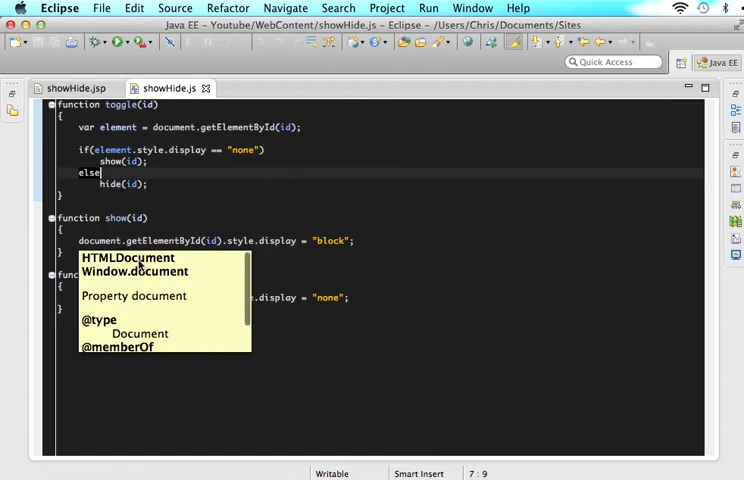 Eclipse File Edit Source Refactor Navigate Search Project Run Window Help
Java EE - Youtube/WebContent/showHide.js - Eclipse - /Users/Chris/Documents/Sites
Quick Access
Java EE
showHide.jsp
showHide.js
function toggle(id)
{
var element = document.getElementById(id);
if(element.style.display == "none")
show(id);
else
hide(id);
}
function show(id)
{
document.getElementById(id).style.display = "block";
}
func
{
display = "none";
}
HTMLDocument
Window.document
Property document
@type
Document
@memberOf
Writable
Smart Insert
7 : 9